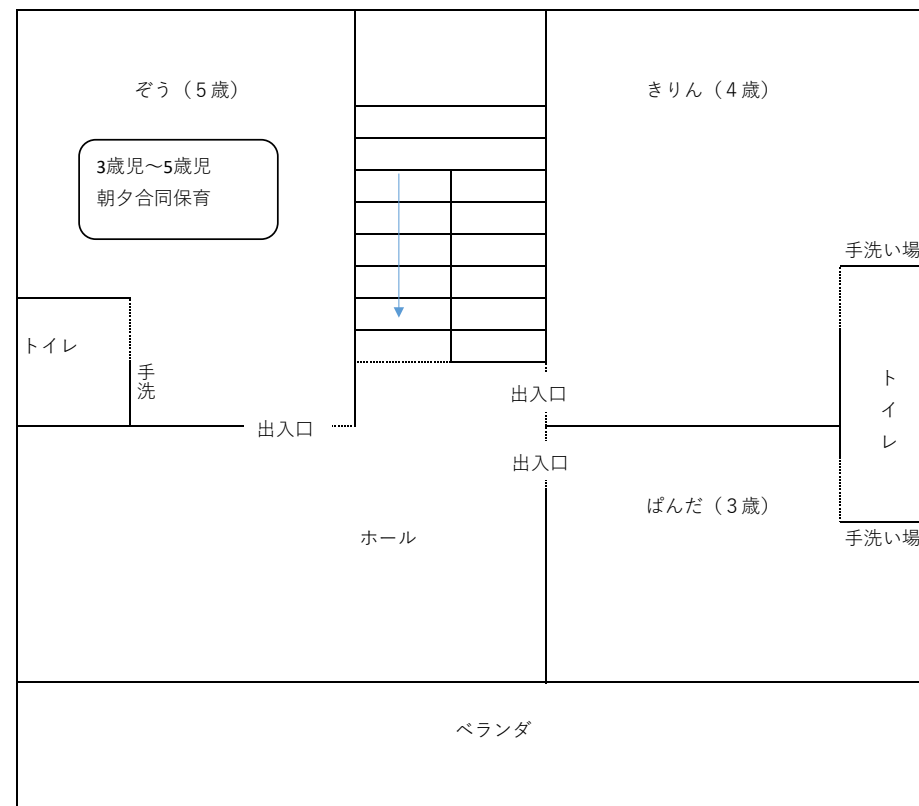 ぞう（５歳）
きりん（４歳）
3歳児～5歳児
朝夕合同保育
手洗い場
トイレ
手洗
トイレ
出入口
出入口
出入口
ぱんだ（３歳）
ホール
手洗い場
ベランダ